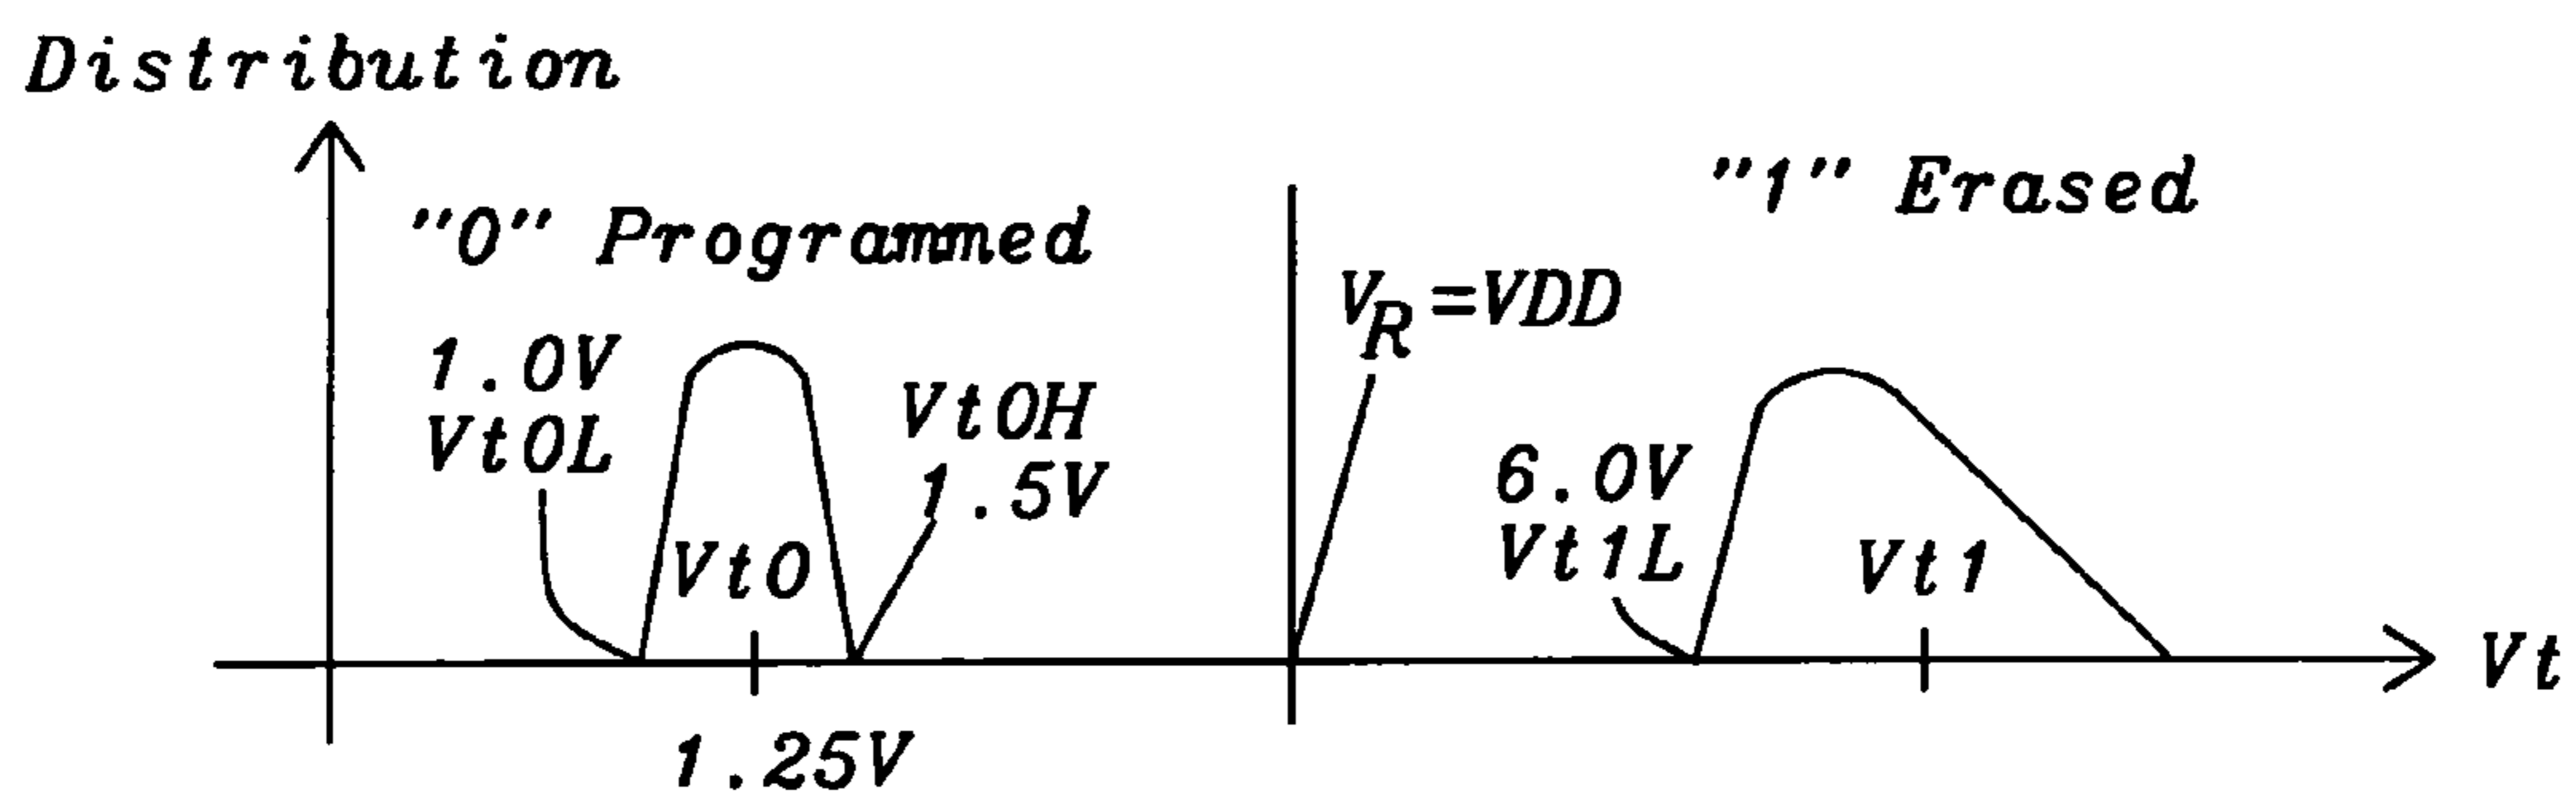 Distribution
"0" Programmed
"1" Erased
VR=VDD
1.0V
Vt0L
Vt0H
1.5V
6.0V
Vt1L
Vt0
Vt1
Vt
1.25V